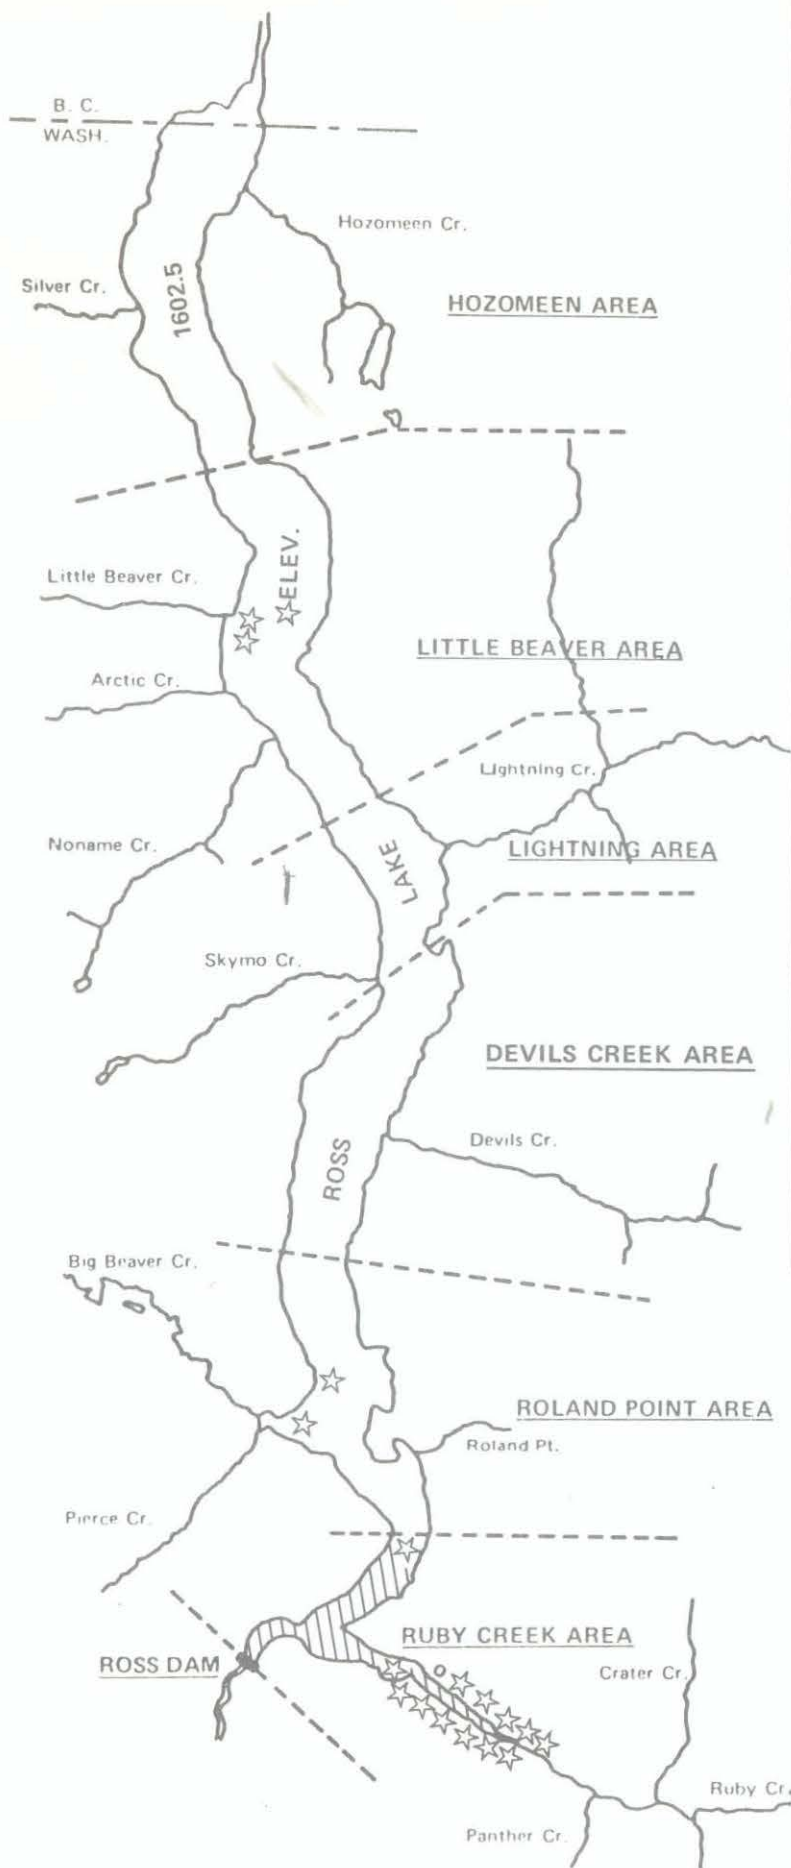 B. C.
WASH.
Hozomeen Cr.
Silver Cr.
1602.5
HOZOMEEN AREA
ELEV.
Little Beaver Cr.
LITTLE BEAVER AREA
Arctic Cr.
Lightning Cr.
Noname Cr.
LAKE
LIGHTNING AREA
Skymo Cr.
DEVILS CREEK AREA
ROSS
Devils Cr.
Big Beaver Cr.
ROLAND POINT AREA
Roland Pt.
Pierce Cr.
RUBY CREEK AREA
ROSS DAM
Crater Cr.
Ruby Cr.
Panther Cr.